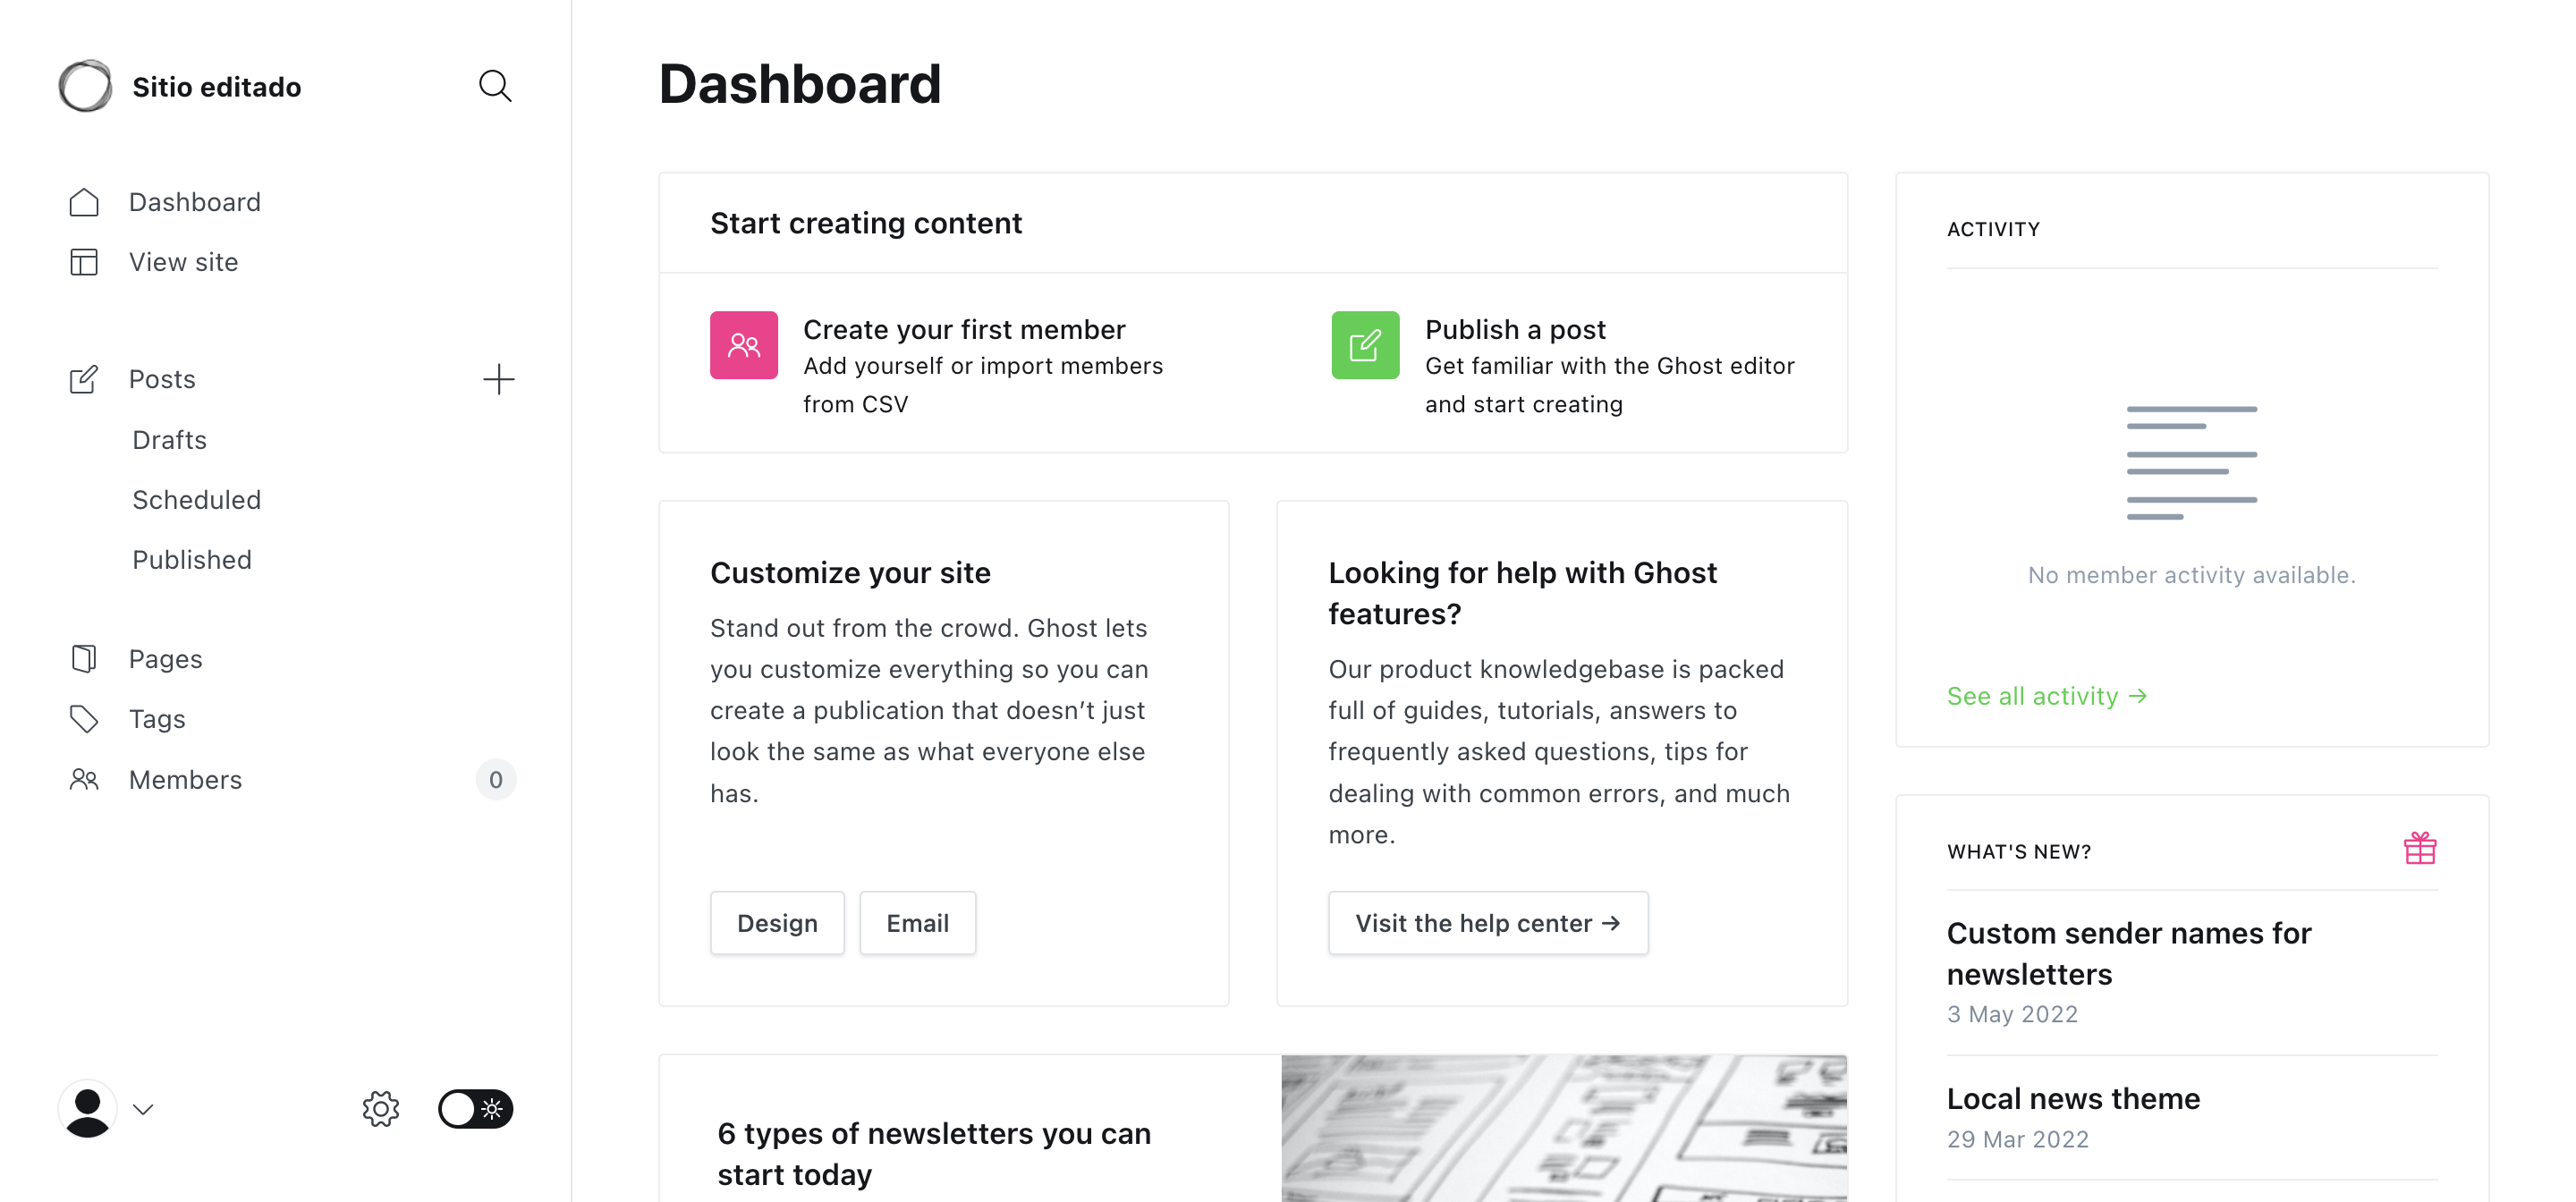 Sitio editado
Dashboard
View site
Posts
Drafts
Scheduled
Published
Pages
Tags
Members
0
Dashboard
Start creating content
Create your first member
Add yourself or import members
from CSV
Publish a post
Get familiar with the Ghost editor
and start creating
Customize your site
Stand out from the crowd. Ghost lets
you customize everything so you can
create a publication that doesn’t just
look the same as what everyone else
has.
Design
Email
Looking for help with Ghost
features?
Our product knowledgebase is packed
full of guides, tutorials, answers to
frequently asked questions, tips for
dealing with common errors, and much
more.
Visit the help center →
6 types of newsletters you can
start today
ACTIVITY
No member activity available.
See all activity →
WHAT'S NEW?
Custom sender names for
newsletters
3 May 2022
Local news theme
29 Mar 2022